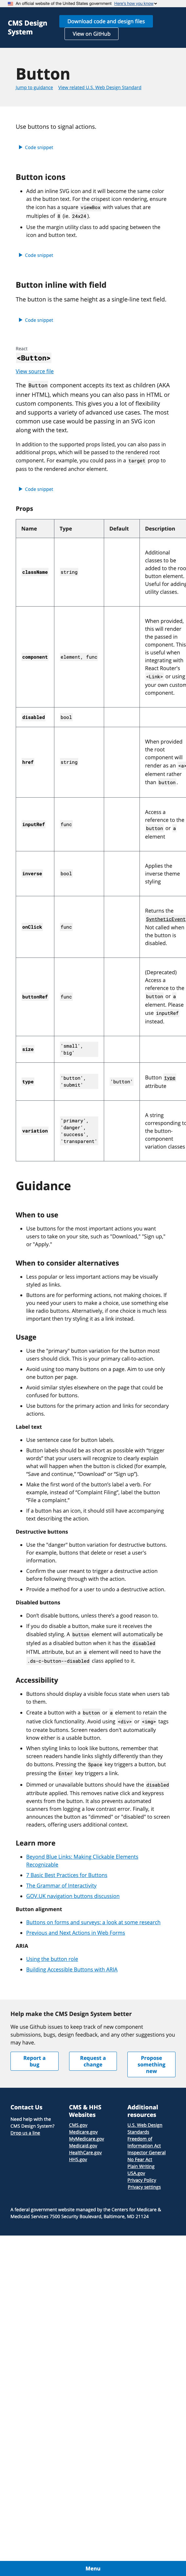 An official website of the United States government Here's how you know
CMS Design
System
Download code and design files
View on GitHub
Button
Jump to guidance View related U.S. Web Design Standard
Use buttons to signal actions.
Code snippet
Button icons
Add an inline SVG icon and it will become the same color
as the button text. For the crispest icon rendering, ensure
the icon has a square viewBox with values that are
multiples of 8 (ie. 24x24).
Use the margin utility class to add spacing between the
icon and button text.
Code snippet
Button inline with field
The button is the same height as a single-line text field.
Code snippet
React
<Button>
View source file
The Button component accepts its text as children (AKA
inner HTML), which means you can also pass in HTML or
custom components. This gives you a lot of flexibility
and supports a variety of advanced use cases. The most
common use case would be passing in an SVG icon
along with the text.
In addition to the supported props listed, you can also pass in
additional props, which will be passed to the rendered root
component. For example, you could pass in a target prop to
pass to the rendered anchor element.
Code snippet
Props
Name Type Default Description
className string Additional
classes to be
added to the roo
button element.
Useful for adding
utility classes.
component element, func When provided,
this will render
the passed in
component. This
is useful when
integrating with
React Router's
<Link> or using
your own custom
component.
disabled bool
href string When provided
the root
component will
render as an <a>
element rather
than button.
inputRef func Access a
reference to the
button or a
element
inverse bool Applies the
inverse theme
styling
onClick func Returns the
SyntheticEvent
Not called when
the button is
disabled.
buttonRef func (Deprecated)
Access a
reference to the
button or a
element. Please
use inputRef
instead.
size 'small',
'big'
type 'button',
'submit' 'button' Button type
attribute
variation 'primary',
'danger',
'success',
'transparent' A string
corresponding to
the button-
component
variation classes
Guidance
When to use
Use buttons for the most important actions you want
users to take on your site, such as "Download," "Sign up,"
or "Apply."
When to consider alternatives
Less popular or less important actions may be visually
styled as links.
Buttons are for performing actions, not making choices. If
you need your users to make a choice, use something else
like radio buttons. Alternatively, if one choice is much less
important, then only try styling it as a link instead.
Usage
Use the "primary" button variation for the button that most
users should click. This is your primary call-to-action.
Avoid using too many buttons on a page. Aim to use only
one button per page.
Avoid similar styles elsewhere on the page that could be
confused for buttons.
Use buttons for the primary action and links for secondary
actions.
Label text
Use sentence case for button labels.
Button labels should be as short as possible with "trigger
words" that your users will recognize to clearly explain
what will happen when the button is clicked (for example,
"Save and continue," "Download" or "Sign up").
Make the first word of the button's label a verb. For
example, instead of "Complaint Filing", label the button
"File a complaint."
If a button has an icon, it should still have accompanying
text describing the action.
Destructive buttons
Use the "danger" button variation for destructive buttons.
For example, buttons that delete or reset a user's
information.
Confirm the user meant to trigger a destructive action
before following through with the action.
Provide a method for a user to undo a destructive action.
Disabled buttons
Don't disable buttons, unless there's a good reason to.
If you do disable a button, make sure it receives the
disabled styling. A button element will automatically be
styled as a disabled button when it has the disabled
HTML attribute, but an a element will need to have the
.ds-c-button--disabled class applied to it.
Accessibility
Buttons should display a visible focus state when users tab
to them.
Create a button with a button or a element to retain the
native click functionality. Avoid using <div> or <img> tags
to create buttons. Screen readers don't automatically
know either is a usable button.
When styling links to look like buttons, remember that
screen readers handle links slightly differently than they
do buttons. Pressing the Space key triggers a button, but
pressing the Enter key triggers a link.
Dimmed or unavailable buttons should have the disabled
attribute applied. This removes native click and keyboard
events from the element. It also avoids some
frustration from logging a low contrast error. Finally, it
announces the button as "dimmed" or "disabled" to screen
readers, offering users additional context.
Learn more
Beyond Blue Links: Making Clickable Elements
Recognizable
7 Basic Best Practices for Buttons
The Grammar of Interactivity
GOV.UK navigation buttons discussion
Button alignment
Buttons on forms and surveys: a look at some research
Previous and Next Actions in Web Forms
ARIA
Using the button role
Building Accessible Buttons with ARIA
Help make the CMS Design System better
We use Github issues to keep track of new component
submissions, bugs, design feedback, and any other suggestions you
may have.
Report a
bug
Request a
change
Propose
something
new
Contact Us
Need help with the
CMS Design System?
Drop us a line
CMS & HHS
Websites
CMS.gov
Medicare.gov
MyMedicare.gov
Medicaid.gov
HealthCare.gov
HHS.gov
Additional
resources
U.S. Web Design
Standards
Freedom of
Information Act
Inspector General
No Fear Act
Plain Writing
USA.gov
Privacy Policy
Privacy settings
A federal government website managed by the Centers for Medicare &
Medicaid Services 7500 Security Boulevard, Baltimore, MD 21124
Menu